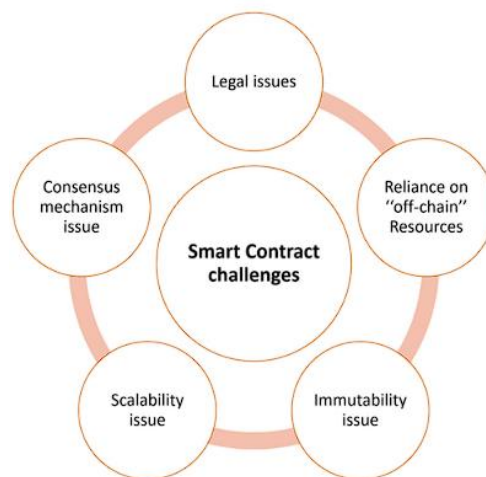 Legal issues
Consensus
mechanism
issue
Reliance on
‘‘off-chain’’
Resources
Smart Contract
challenges
Scalability
issue
Immutability
issue